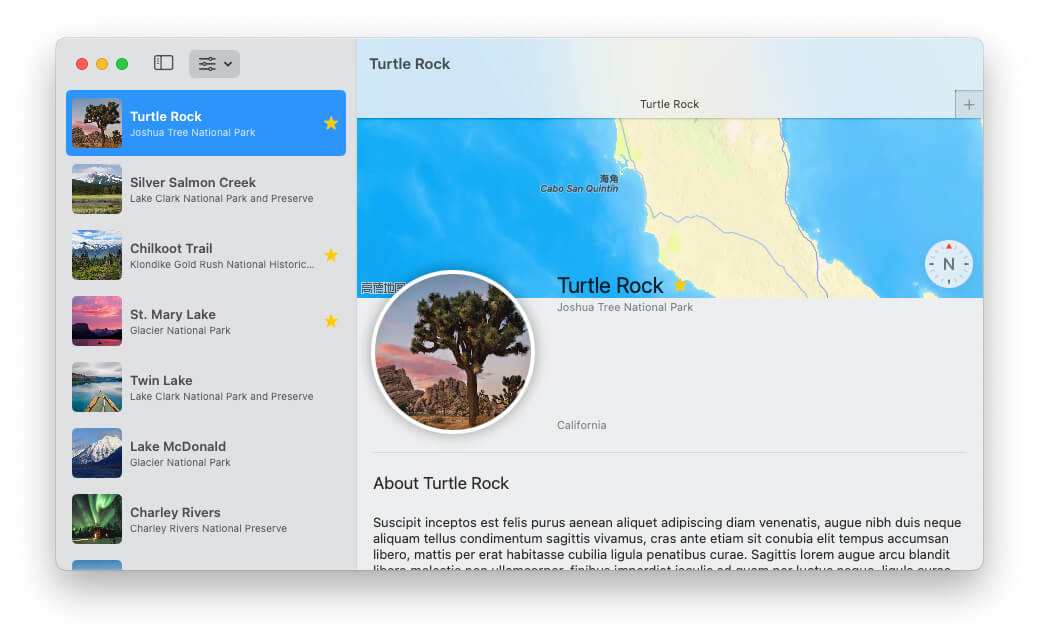 Turtle Rock
Joshua Tree National Park
Silver Salmon Creek
Lake Clark National Park and Preserve
Chilkoot Trail
Klondike Gold Rush National Historic...
St. Mary Lake
Glacier National Park
Twin Lake
Lake Clark National Park and Preserve
Lake McDonald
Glacier National Park
Charley Rivers
Charley Rivers National Preserve
Turtle Rock
Turtle Rock
海角
Cabo San Quintín
N
高德地图
Turtle Rock
Joshua Tree National Park
California
About Turtle Rock
Suscipit inceptos est felis purus aenean aliquet adipiscing diam venenatis, augue nibh duis neque
aliquam tellus condimentum sagittis vivamus, cras ante etiam sit conubia elit tempus accumsan
libero, mattis per erat habitasse cubilia ligula penatibus curae. Sagittis lorem augue arcu blandit